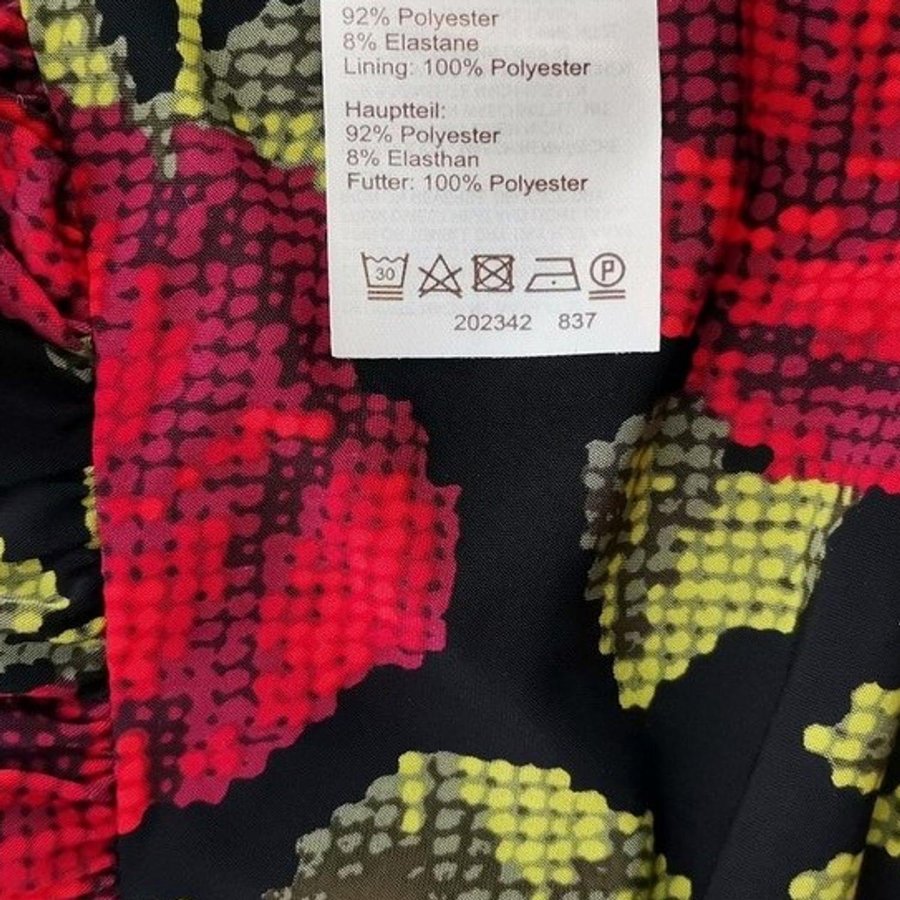 92% Polyester
8% Elastane
Lining: 100% Polyester
Hauptteil:
92% Polyester
8% Elasthan
Futter: 100% Polyester
30 P
202342 837